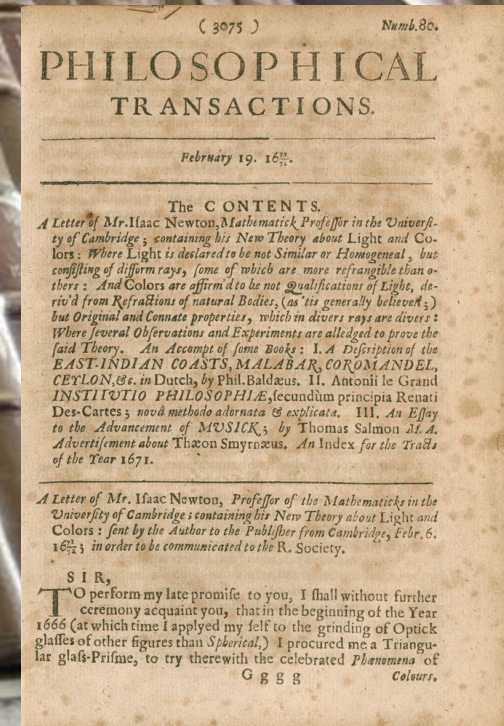 ( 3075 ) Numb.80.
PHILOSOPHICAL
TRANSACTIONS.
February 19. 16 71/72.
The CONTENTS.
A Letter of Mr. Iſaac Newton, Mathematick Profeſſor in the Univerſi-
ty of Cambridge; containing his New Theory about Light and Co-
lors: Where Light is declared to be not Similar or Homogeneal, but
conſiſting of difform rays, ſome of which are more refrangible than o-
thers: And Colors are affirm'd to be not Qualifications of Light, de-
riv'd from Refractions of natural Bodies, (as 'tis generally believed;)
but Original and Connate properties, which in divers rays are divers:
Where ſeveral Obſervations and Experiments are alledged to prove the
ſaid Theory. An Accompt of ſome Books: I. A Deſcription of the
EAST-INDIAN COASTS, MALABAR, COROMANDEL,
CEYLON, &c. in Dutch, by Phil. Baldæus. II. Antonii le Grand
INSTITVTIO PHILOSOPHIÆ, ſecundùm principia Renati
Des-Cartes; novâ methodo adornata & explicata. III. An Eſſay
to the Advancement of MVSICK; by Thomas Salmon M.A.
Advertiſement about Thæon Smyrnæus. An Index for the Tracts
of the Year 1671.
A Letter of Mr. Iſaac Newton, Profeſſor of the Mathematicks in the
Univerſity of Cambridge; containing his New Theory about Light and
Colors: ſent by the Author to the Publiſher from Cambridge, Febr. 6.
16 71/72; in order to be communicated to the R. Society.
SIR,
TO perform my late promiſe to you, I ſhall without further
ceremony acquaint you, that in the beginning of the Year
1666 (at which time I applyed my ſelf to the grinding of Optick
glaſſes of other figures than Spherical,) I procured me a Triangu-
lar glaſs-Priſme, to try therewith the celebrated Phænomena of
Gggg Colours.